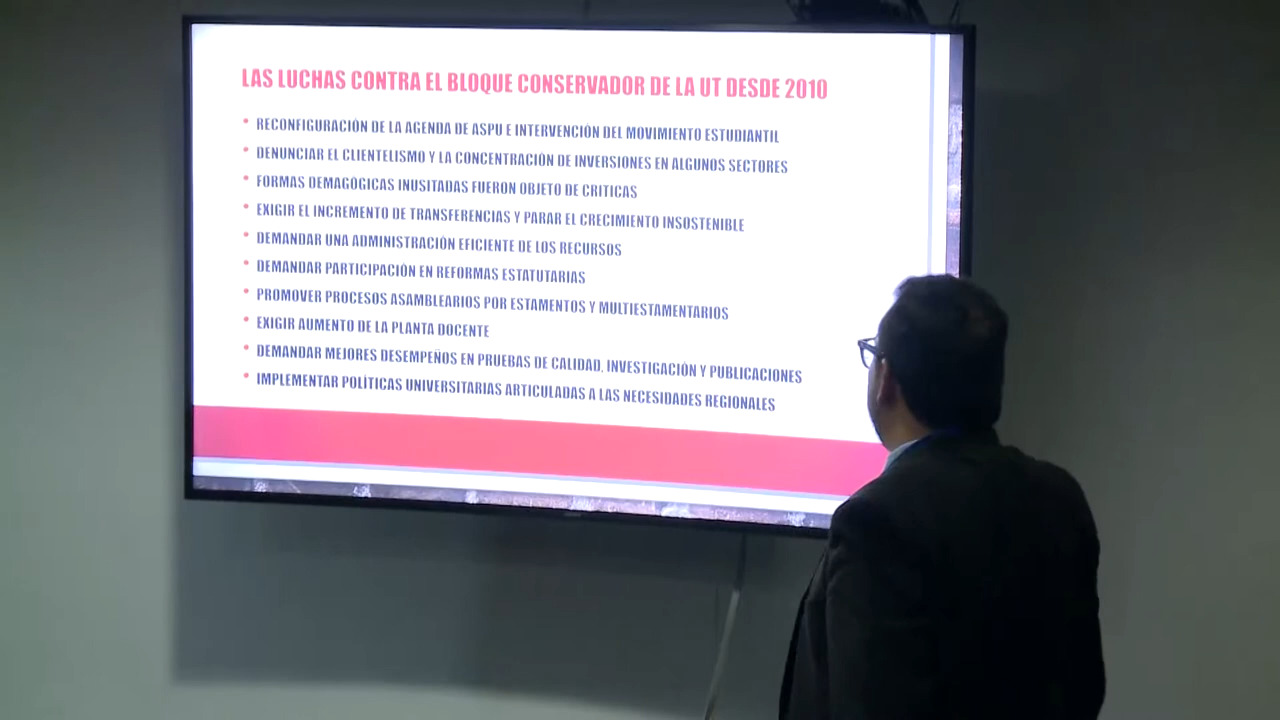 LAS LUCHAS CONTRA EL BLOQUE CONSERVADOR DE LA UT DESDE 2010
• RECONFIGURACIÓN DE LA AGENDA DE ASPU E INTERVENCIÓN DEL MOVIMIENTO ESTUDIANTIL
• DENUNCIAR EL CLIENTELISMO Y LA CONCENTRACIÓN DE INVERSIONES EN ALGUNOS SECTORES
• FORMAS DEMAGÓGICAS INUSITADAS FUERON OBJETO DE CRITICAS
• EXIGIR EL INCREMENTO DE TRANSFERENCIAS Y PARAR EL CRECIMIENTO INSOSTENIBLE
• DEMANDAR UNA ADMINISTRACIÓN EFICIENTE DE LOS RECURSOS
• DEMANDAR PARTICIPACIÓN EN REFORMAS ESTATUTARIAS
• PROMOVER PROCESOS ASAMBLEARIOS POR ESTAMENTOS Y MULTIESTAMENTARIOS
• EXIGIR AUMENTO DE LA PLANTA DOCENTE
• DEMANDAR MEJORES DESEMPEÑOS EN PRUEBAS DE CALIDAD, INVESTIGACIÓN Y PUBLICACIONES
• IMPLEMENTAR POLÍTICAS UNIVERSITARIAS ARTICULADAS A LAS NECESIDADES REGIONALES